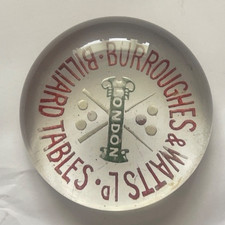 BURROUGHES & WATTS LD · BILLIARD TABLES ·
LONDON